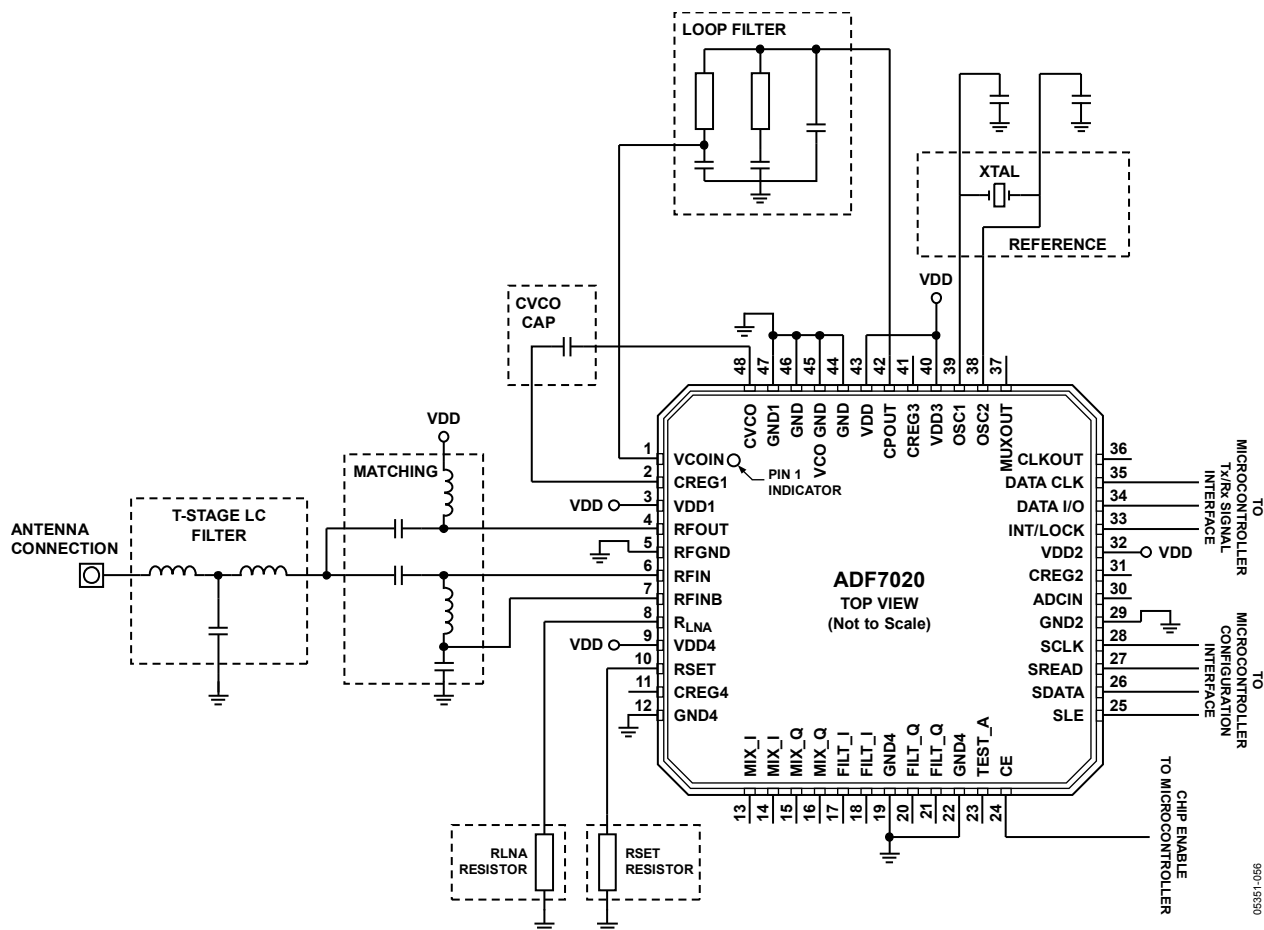 LOOP FILTER
XTAL
REFERENCE
VDD
CVCO
CAP
VDD
MATCHING
T-STAGE LC
FILTER
ANTENNA
CONNECTION
VDD
VDD
48
47
46
45
44
43
42
41
40
39
38
37
CVCO
GND1
GND
VCO GND
GND
VDD
CPOUT
CREG3
VDD3
OSC1
OSC2
MUXOUT
1 VCOIN
2 CREG1
3 VDD1
4 RFOUT
5 RFGND
6 RFIN
7 RFINB
8 RLNA
9 VDD4
10 RSET
11 CREG4
12 GND4
PIN 1
INDICATOR
ADF7020
TOP VIEW
(Not to Scale)
CLKOUT 36
DATA CLK 35
DATA I/O 34
INT/LOCK 33
VDD2 32
VDD
CREG2 31
ADCIN 30
GND2 29
SCLK 28
SREAD 27
SDATA 26
SLE 25
TO
MICROCONTROLLER
Tx/Rx SIGNAL
INTERFACE
TO
MICROCONTROLLER
CONFIGURATION
INTERFACE
MIX_I
MIX_I
MIX_Q
MIX_Q
FILT_I
FILT_I
GND4
FILT_Q
FILT_Q
GND4
TEST_A
CE
13
14
15
16
17
18
19
20
21
22
23
24
CHIP ENABLE
TO MICROCONTROLLER
RLNA
RESISTOR
RSET
RESISTOR
05351-056